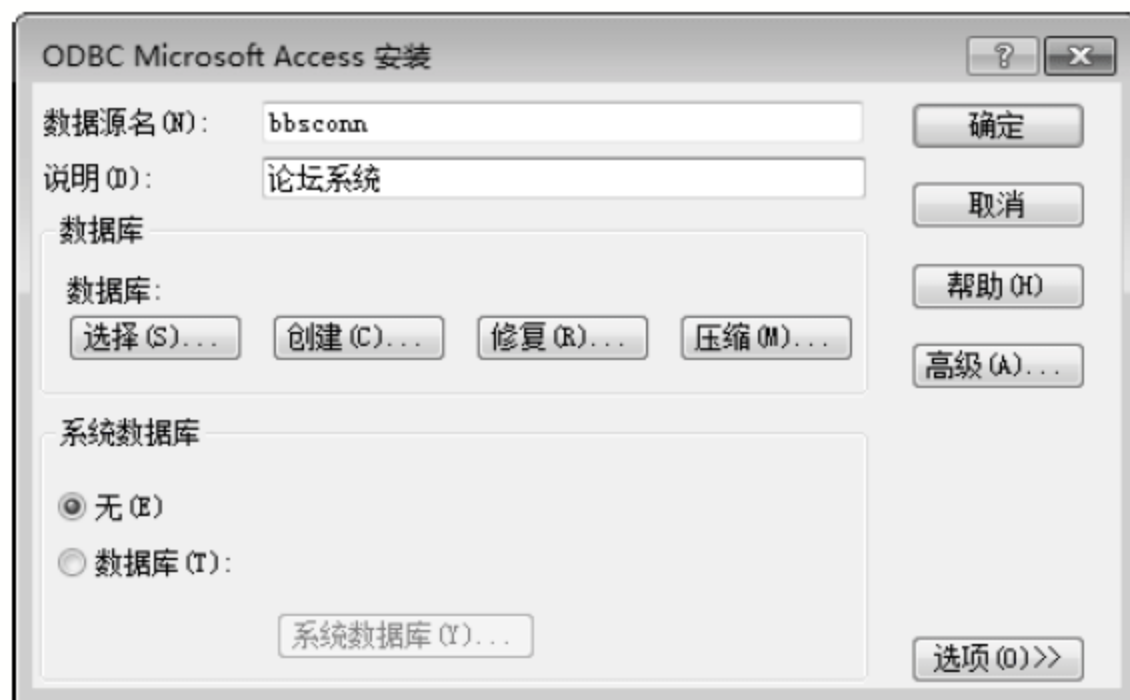 ODBC Microsoft Access 安装
数据源名(N): bbsconn 确定
说明(D): 论坛系统 取消
数据库
数据库:
选择(S)... 创建(C)... 修复(R)... 压缩(M)... 帮助(H)
高级(A)...
系统数据库
无(E)
数据库(T):
系统数据库(Y)...
选项(O)>>